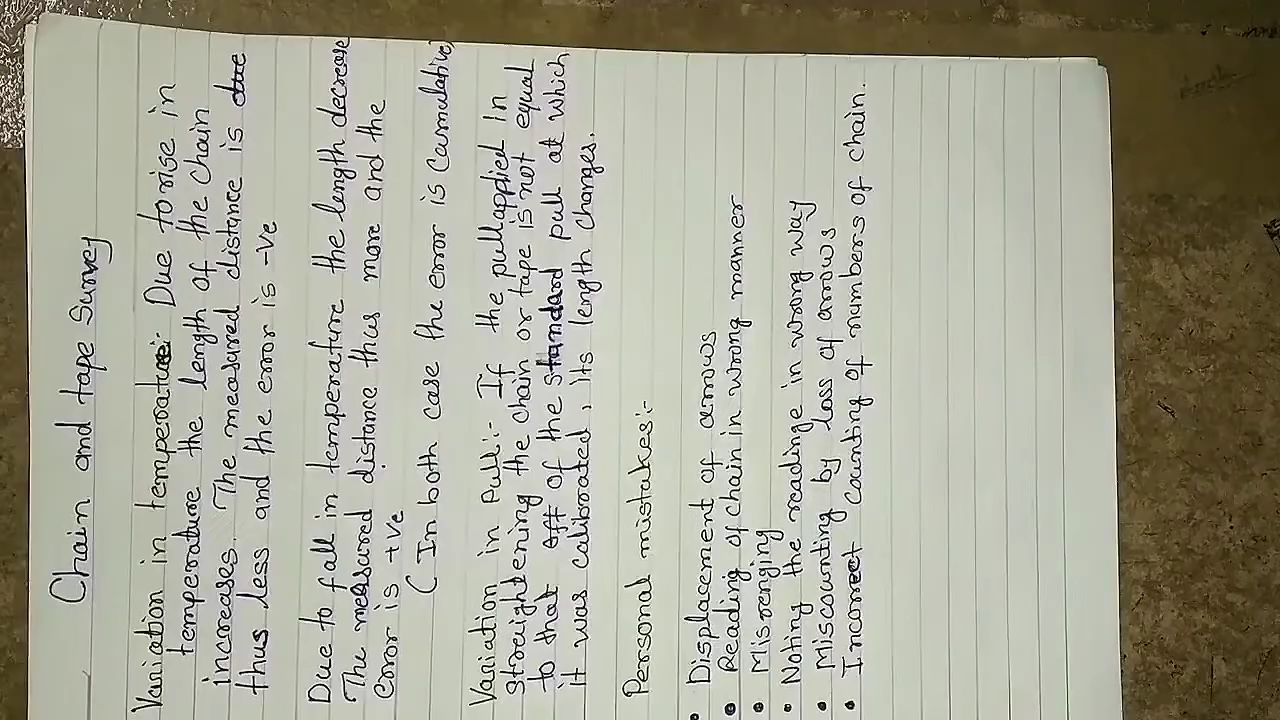 Chain and tape Survey
Variation in temperature:- Due to rise in
temperature the length of the chain
increases. The measured distance is due
thus less and the error is -ve
Due to fall in temperature the length decrease
The measured distance thus more and the
error is +ve
(In both case the error is Cumulative)
Variation in Pull:- If the pull applied in
straightening the chain or tape is not equal
to that off of the standard pull at which
it was calibrated, its length changes.
Personal mistakes:-
• Displacement of arrows
• Reading of chain in wrong manner
• Misrenging
• Noting the reading in wrong way
• Miscounting by loss of arrows
• Incorrect Counting of numbers of chain.